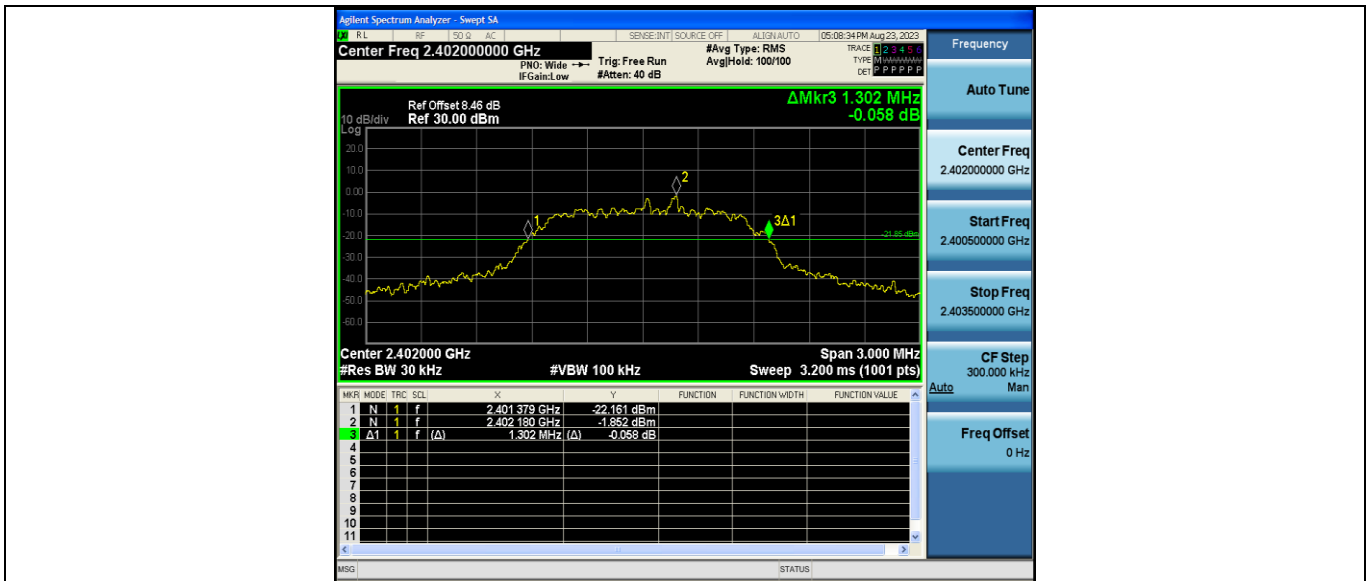 Agilent Spectrum Analyzer - Swept SA
LXI RL RF 50 Ω AC SENSE:INT SOURCE OFF ALIGN AUTO 05:08:34 PM Aug 23, 2023
Center Freq 2.402000000 GHz
PNO: Wide
IFGain:Low
Trig: Free Run
#Atten: 40 dB
#Avg Type: RMS
Avg|Hold: 100/100
TRACE 1 2 3 4 5 6
TYPE MWWWWW
DET P P P P P P
Ref Offset 8.46 dB
10 dB/div Ref 30.00 dBm
Log
ΔMkr3 1.302 MHz
-0.058 dB
20.0
10.0
0.00
-10.0
-20.0
-30.0
-40.0
-50.0
-60.0
1
2
3Δ1
-21.85 dBm
Center 2.402000 GHz Span 3.000 MHz
#Res BW 30 kHz #VBW 100 kHz Sweep 3.200 ms (1001 pts)
MKR MODE TRC SCL X Y FUNCTION FUNCTION WIDTH FUNCTION VALUE
1 N 1 f 2.401 379 GHz -22.161 dBm
2 N 1 f 2.402 180 GHz -1.852 dBm
3 Δ1 1 f (Δ) 1.302 MHz (Δ) -0.058 dB
4
5
6
7
8
9
10
11
MSG STATUS
Frequency
Auto Tune
Center Freq
2.402000000 GHz
Start Freq
2.400500000 GHz
Stop Freq
2.403500000 GHz
CF Step
300.000 kHz
Auto Man
Freq Offset
0 Hz